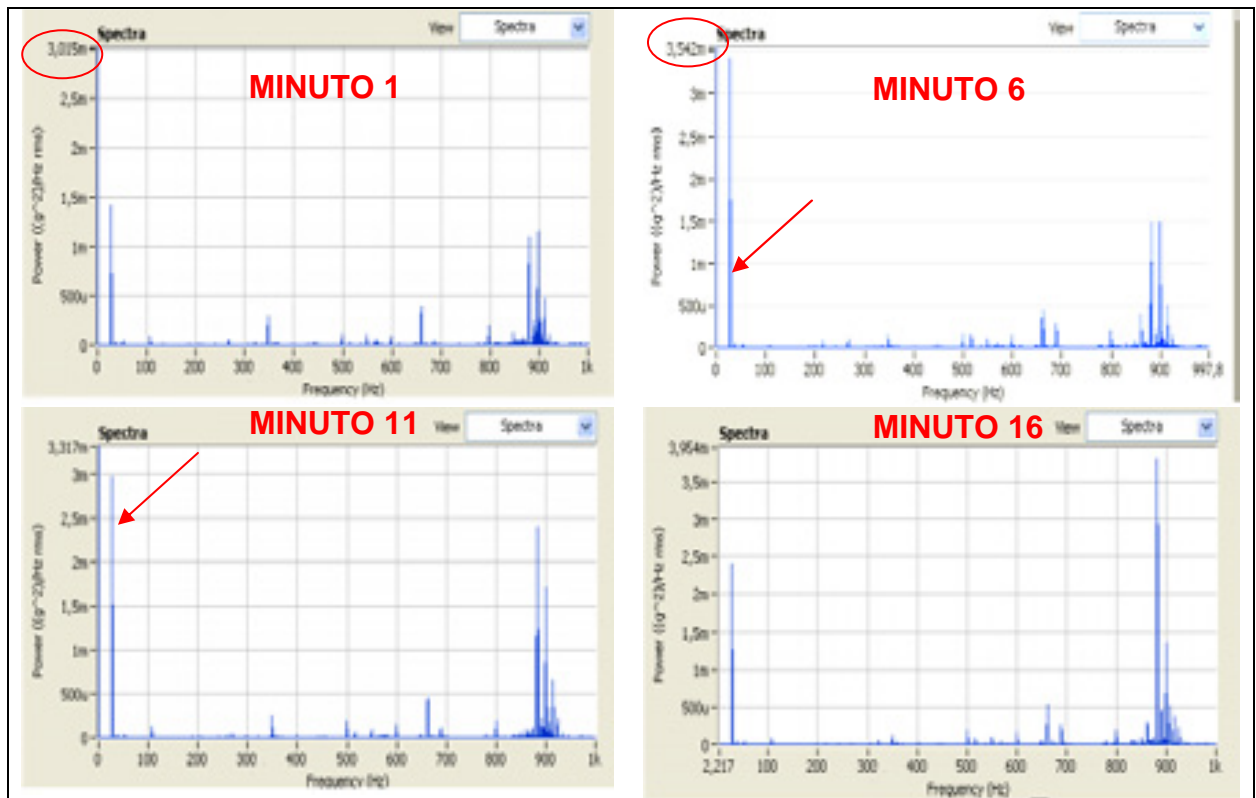 Spectra View Spectra
MINUTO 1
3,015m
2,5m
2m
1,5m
1m
500u
0
Power ((g^2)/Hz rms)
0 100 200 300 400 500 600 700 800 900 1k
Frequency (Hz)
Spectra View Spectra
MINUTO 6
3,542m
3m
2,5m
2m
1,5m
1m
500u
0
Power ((g^2)/Hz rms)
0 100 200 300 400 500 600 700 800 900 997,8
Frequency (Hz)
Spectra MINUTO 11 View Spectra
3,317m
3m
2,5m
2m
1,5m
1m
500u
0
Power ((g^2)/Hz rms)
0 100 200 300 400 500 600 700 800 900 1k
Frequency (Hz)
Spectra MINUTO 16 View Spectra
3,954m
3,5m
3m
2,5m
2m
1,5m
1m
500u
0
Power ((g^2)/Hz rms)
2,217 100 200 300 400 500 600 700 800 900 1k
Frequency (Hz)